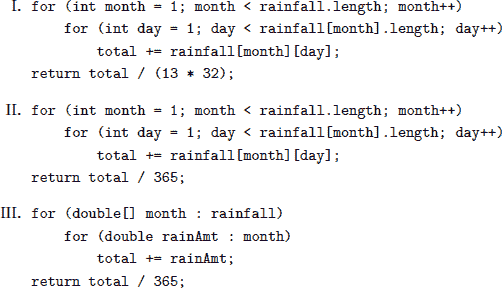 I. for (int month = 1; month < rainfall.length; month++)
for (int day = 1; day < rainfall[month].length; day++)
total += rainfall[month][day];
return total / (13 * 32);
II. for (int month = 1; month < rainfall.length; month++)
for (int day = 1; day < rainfall[month].length; day++)
total += rainfall[month][day];
return total / 365;
III. for (double[] month : rainfall)
for (double rainAmt : month)
total += rainAmt;
return total / 365;